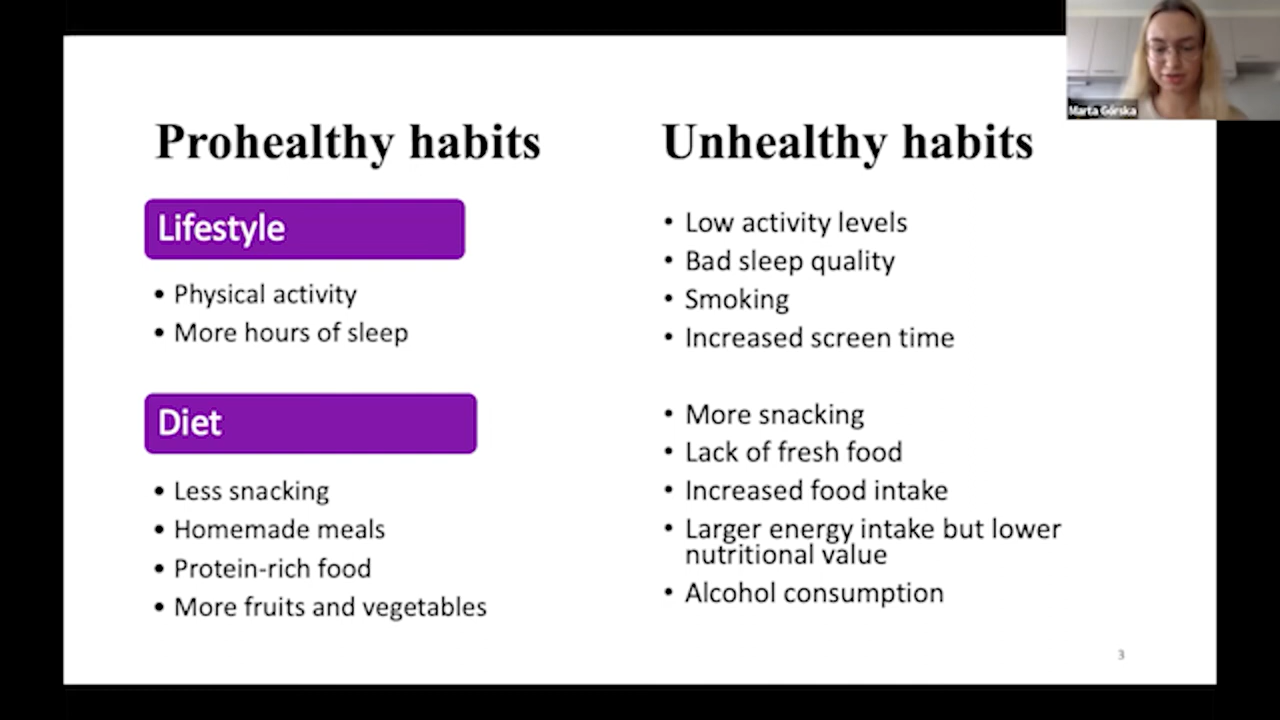 Marta Górska
Prohealthy habits
Lifestyle
• Physical activity
• More hours of sleep
Diet
• Less snacking
• Homemade meals
• Protein-rich food
• More fruits and vegetables
Unhealthy habits
• Low activity levels
• Bad sleep quality
• Smoking
• Increased screen time
• More snacking
• Lack of fresh food
• Increased food intake
• Larger energy intake but lower
nutritional value
• Alcohol consumption
3